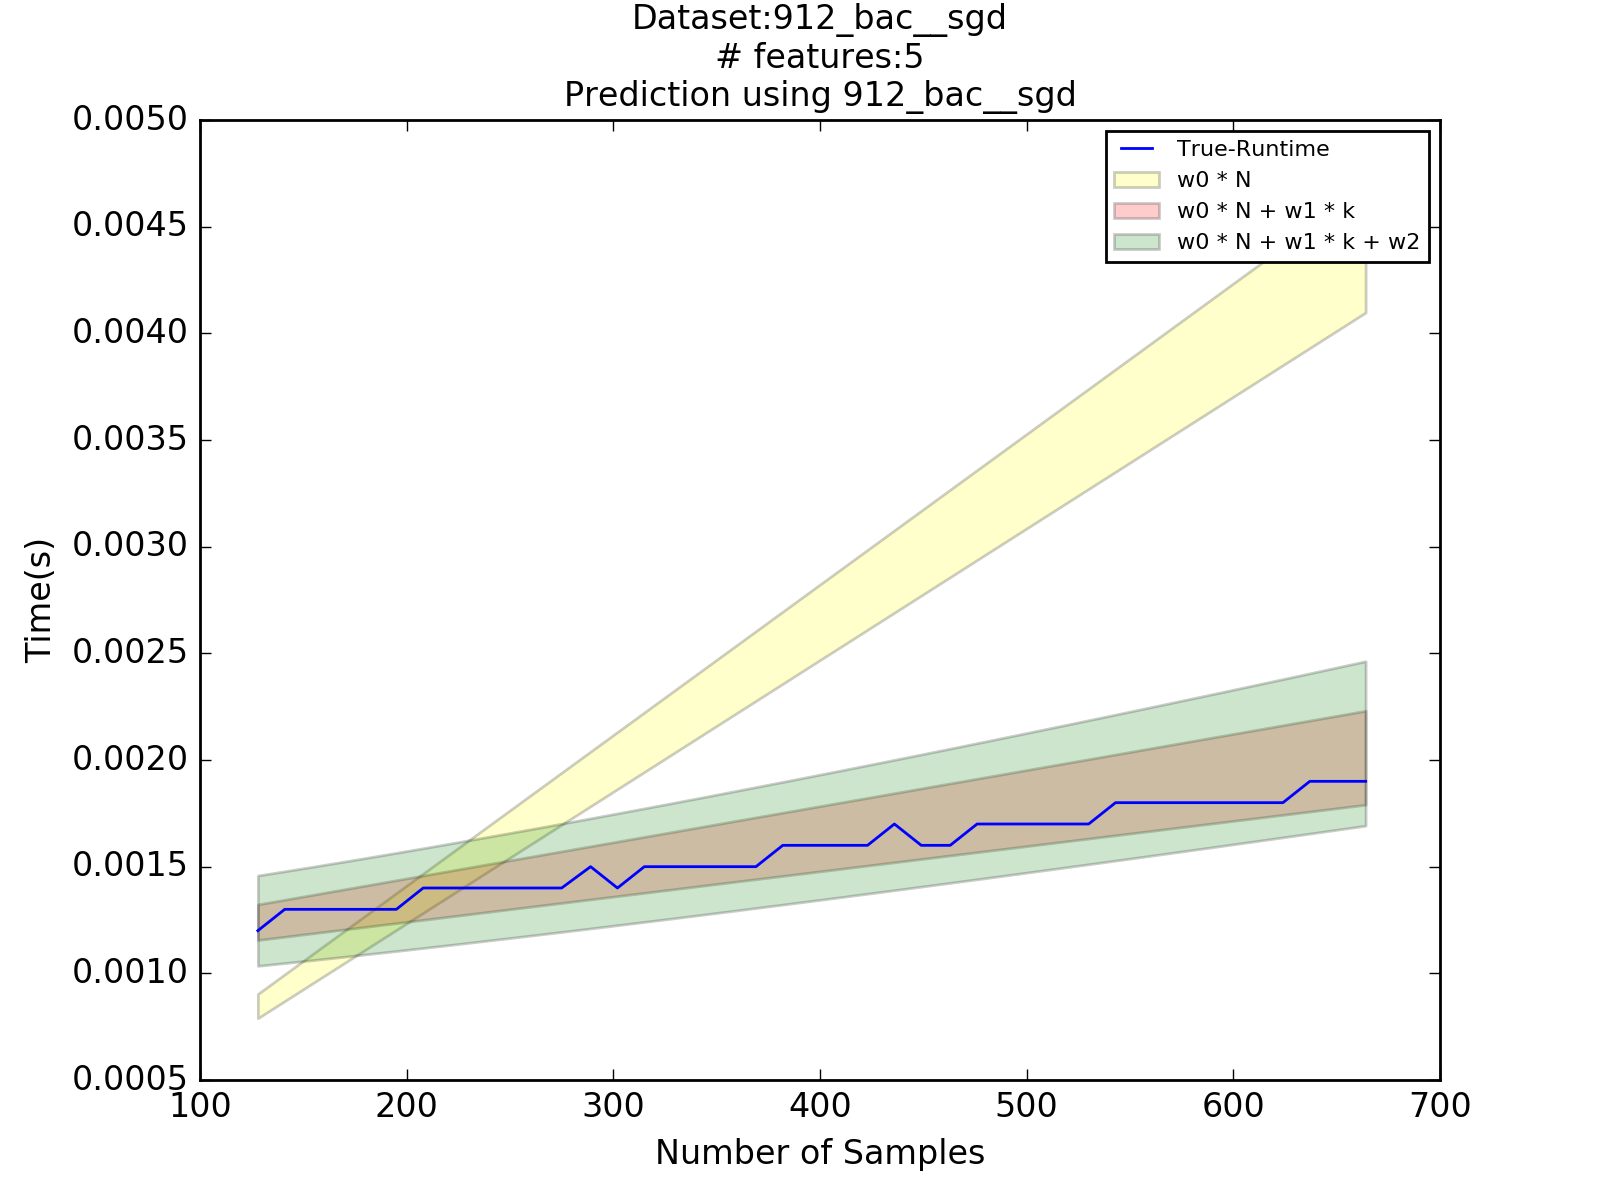 Dataset:912_bac__sgd
# features:5
Prediction using 912_bac__sgd
True-Runtime
w0 * N
w0 * N + w1 * k
w0 * N + w1 * k + w2
0.0050
0.0045
0.0040
0.0035
0.0030
0.0025
0.0020
0.0015
0.0010
0.0005
Time(s)
100 200 300 400 500 600 700
Number of Samples